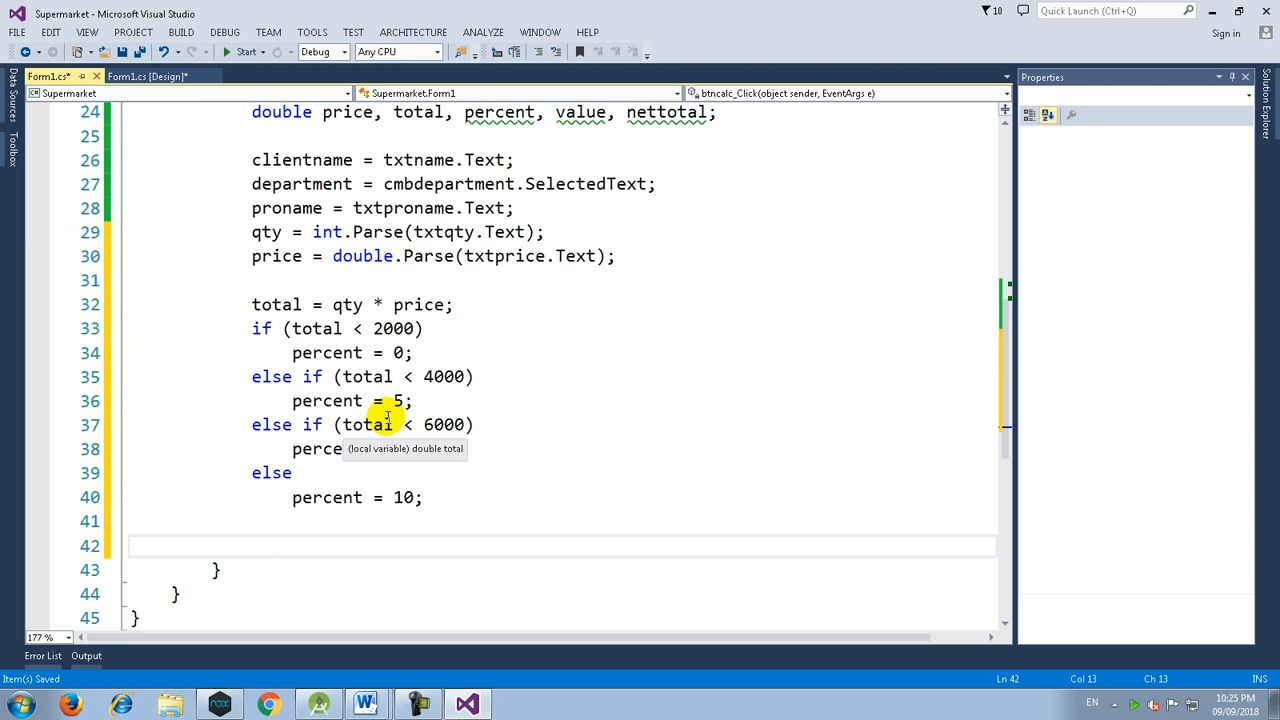 Supermarket - Microsoft Visual Studio
10
Quick Launch (Ctrl+Q)
FILE EDIT VIEW PROJECT BUILD DEBUG TEAM TOOLS TEST ARCHITECTURE ANALYZE WINDOW HELP
Sign in
Start Debug Any CPU
Form1.cs* Form1.cs [Design]*
Properties
Supermarket Supermarket.Form1 btncalc_Click(object sender, EventArgs e)
Data Sources
Toolbox
Solution Explorer
24 double price, total, percent, value, nettotal;
25
26 clientname = txtname.Text;
27 department = cmbdepartment.SelectedText;
28 proname = txtproname.Text;
29 qty = int.Parse(txtqty.Text);
30 price = double.Parse(txtprice.Text);
31
32 total = qty * price;
33 if (total < 2000)
34 percent = 0;
35 else if (total < 4000)
36 percent = 5;
37 else if (total < 6000)
38 perce
(local variable) double total
39 else
40 percent = 10;
41
42
43 }
44 }
45 }
177 %
Error List Output
Item(s) Saved Ln 42 Col 13 Ch 13 INS
nox W EN 10:25 PM
09/09/2018